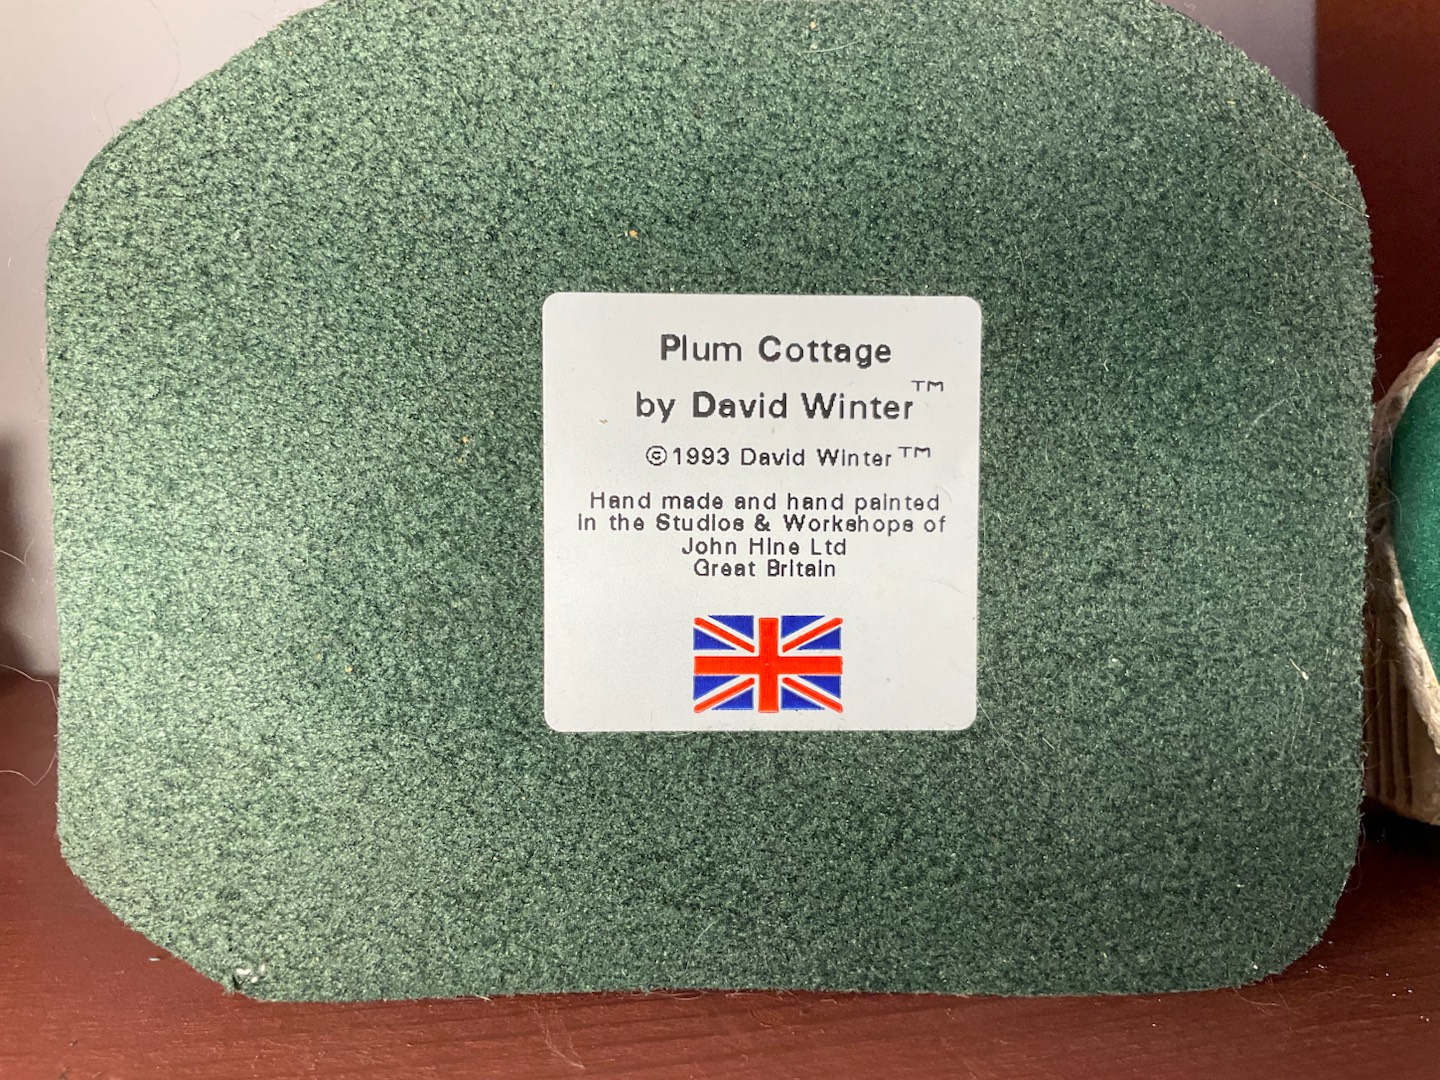 Plum Cottage
by David Winter™
©1993 David Winter™
Hand made and hand painted
in the Studios & Workshops of
John Hine Ltd
Great Britain